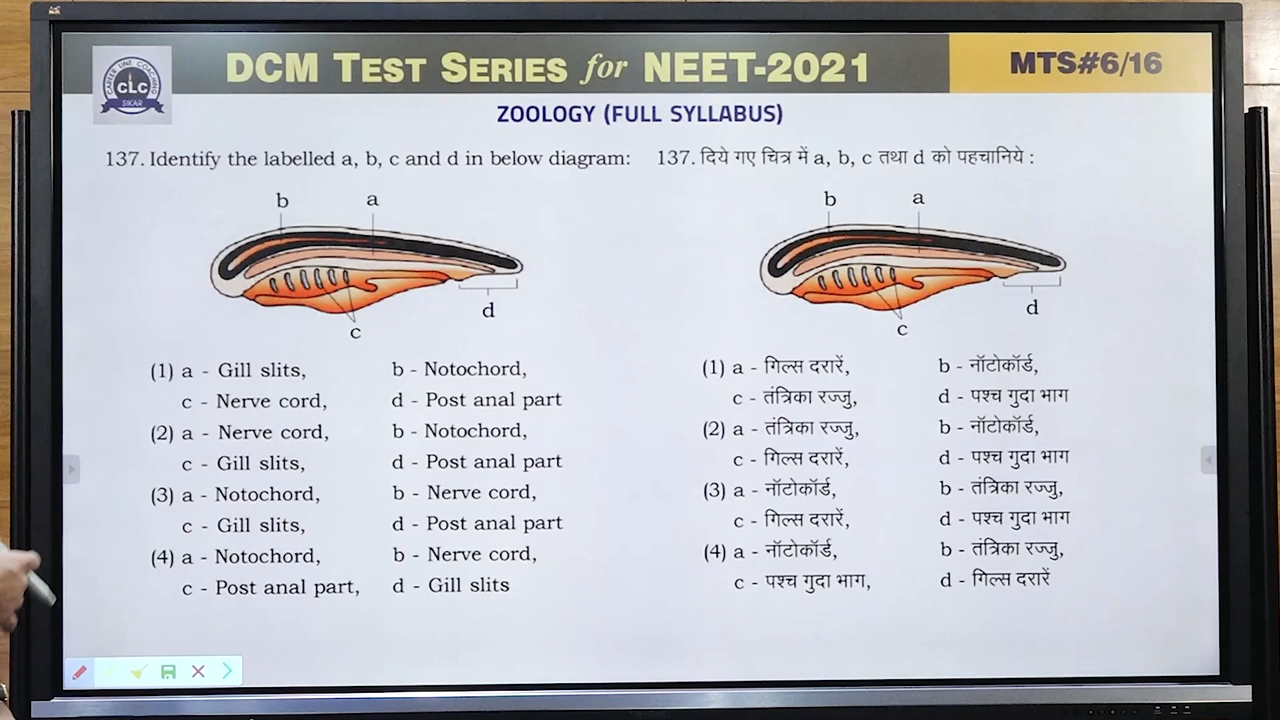 CAREER LINE COACHING
CLC
SIKAR
DCM TEST SERIES for NEET-2021
MTS#6/16
ZOOLOGY (FULL SYLLABUS)
137. Identify the labelled a, b, c and d in below diagram:
b a
c
d
(1) a - Gill slits, b - Notochord,
c - Nerve cord, d - Post anal part
(2) a - Nerve cord, b - Notochord,
c - Gill slits, d - Post anal part
(3) a - Notochord, b - Nerve cord,
c - Gill slits, d - Post anal part
(4) a - Notochord, b - Nerve cord,
c - Post anal part, d - Gill slits
137. दिये गए चित्र में a, b, c तथा d को पहचानिये :
b a
c
d
(1) a - गिल्स दरारें, b - नॉटोकॉर्ड,
c - तंत्रिका रज्जु, d - पश्च गुदा भाग
(2) a - तंत्रिका रज्जु, b - नॉटोकॉर्ड,
c - गिल्स दरारें, d - पश्च गुदा भाग
(3) a - नॉटोकॉर्ड, b - तंत्रिका रज्जु,
c - गिल्स दरारें, d - पश्च गुदा भाग
(4) a - नॉटोकॉर्ड, b - तंत्रिका रज्जु,
c - पश्च गुदा भाग, d - गिल्स दरारें